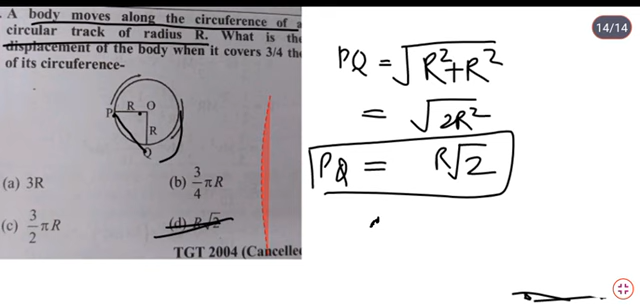 . A body moves along the circuference of a
circular track of radius R. What is the
displacement of the body when it covers 3/4 th
of its circuference-
P R O
R
Q
(a) 3R
(b) 3/4 πR
(c) 3/2 πR
(d) R√2
TGT 2004 (Cancelle
PQ = √R²+R²
= √2R²
PQ = R√2
14/14